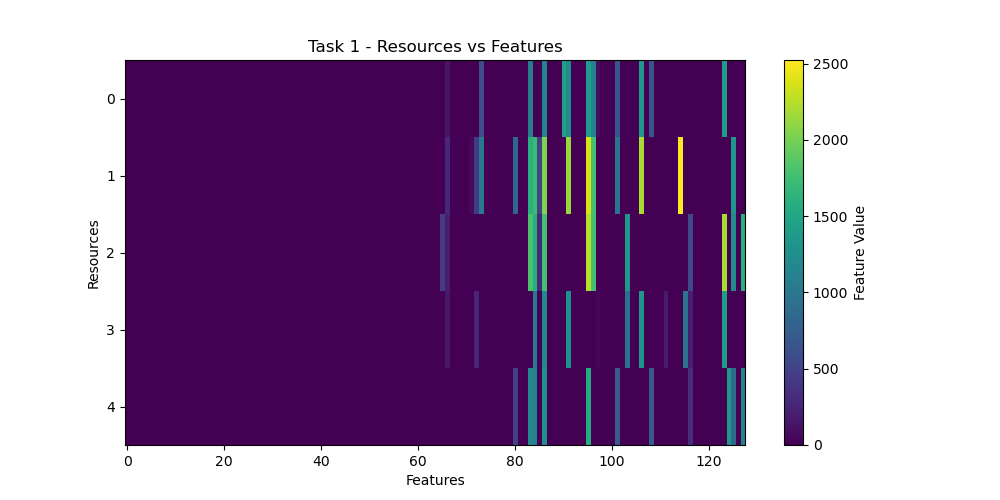 Task 1 - Resources vs Features
Resources
0
1
2
3
4
0 20 40 60 80 100 120
Features
2500
2000
1500
1000
500
0
Feature Value